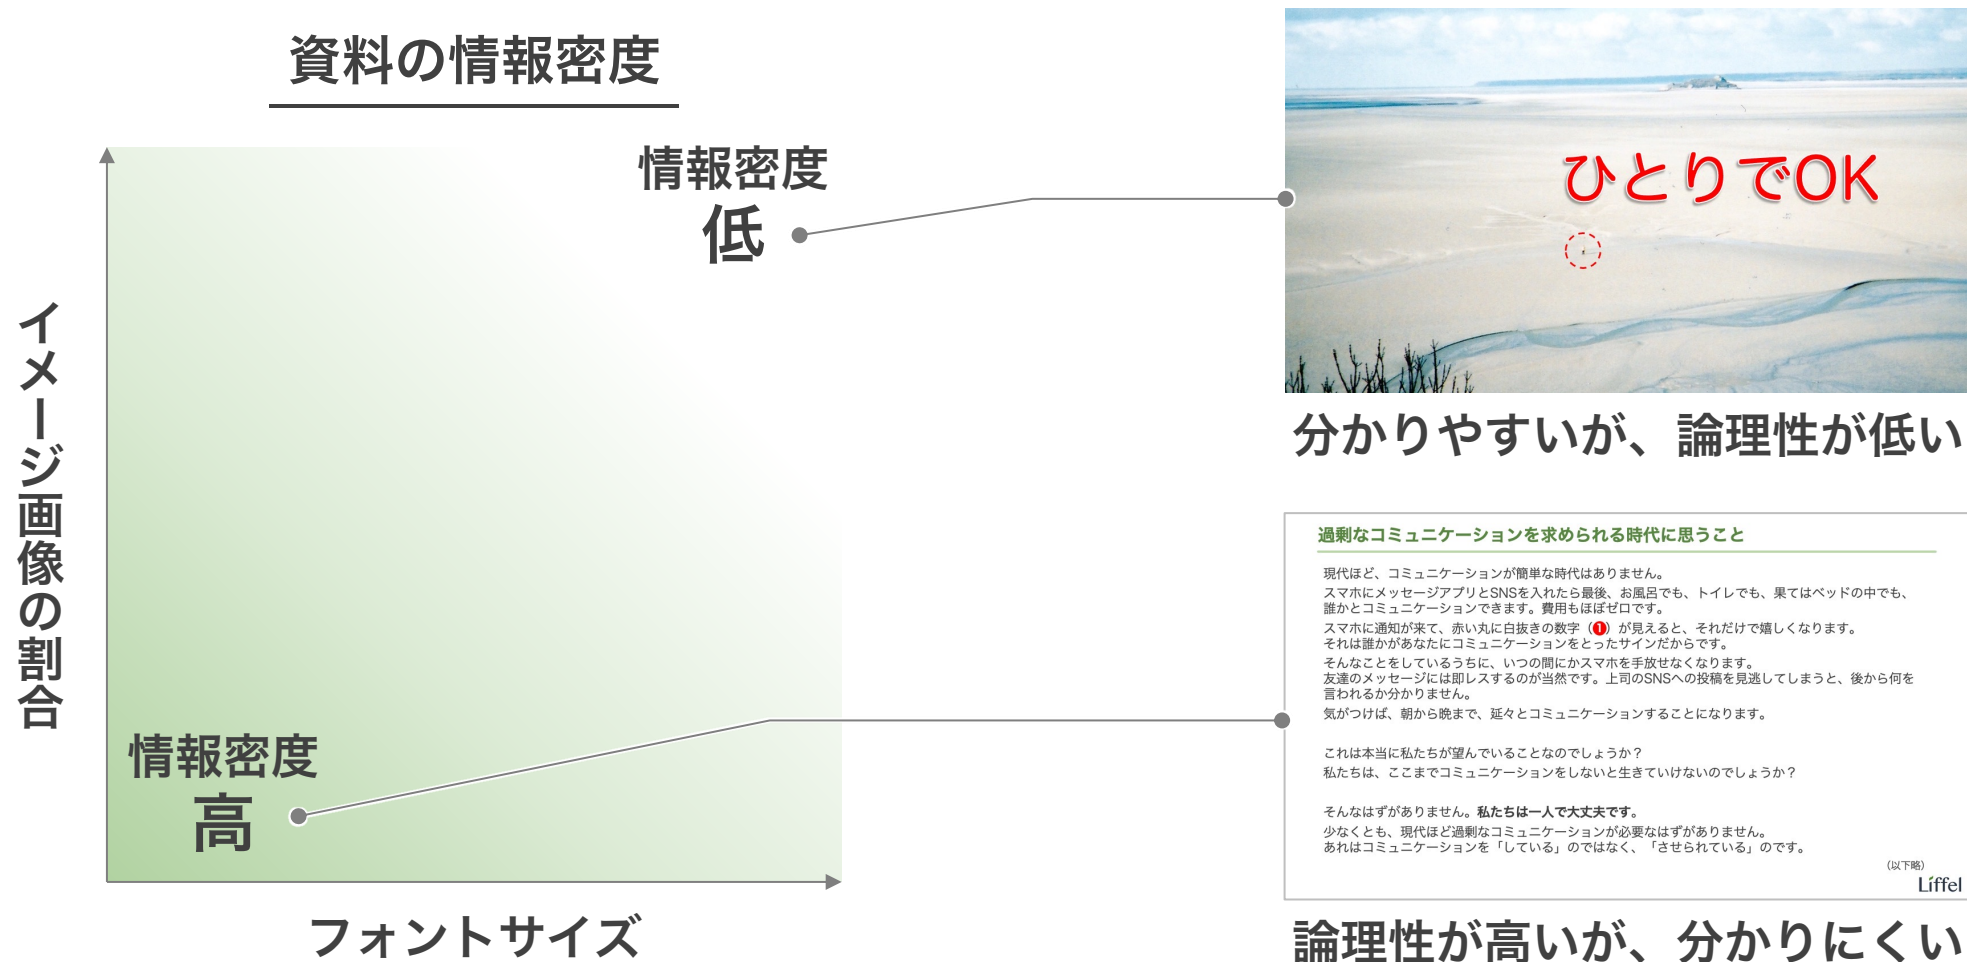 資料の情報密度
情報密度
低
イメージ画像の割合
情報密度
高
フォントサイズ
ひとりでOK
分かりやすいが、論理性が低い
過剰なコミュニケーションを求められる時代に思うこと
現代ほど、コミュニケーションが簡単な時代はありません。
スマホにメッセージアプリとSNSを入れたら最後、お風呂でも、トイレでも、果てはベッドの中でも、
誰かとコミュニケーションできます。費用もほぼゼロです。
スマホに通知が来て、赤い丸に白抜きの数字（❶）が見えると、それだけで嬉しくなります。
それは誰かがあなたにコミュニケーションをとったサインだからです。
そんなことをしているうちに、いつの間にかスマホを手放せなくなります。
友達のメッセージには即レスするのが当然です。上司のSNSへの投稿を見逃してしまうと、後から何を
言われるか分かりません。
気がつけば、朝から晩まで、延々とコミュニケーションすることになります。
これは本当に私たちが望んでいることなのでしょうか？
私たちは、ここまでコミュニケーションをしないと生きていけないのでしょうか？
そんなはずがありません。私たちは一人で大丈夫です。
少なくとも、現代ほど過剰なコミュニケーションが必要なはずがありません。
あれはコミュニケーションを「している」のではなく、「させられている」のです。
（以下略）
Liffel
論理性が高いが、分かりにくい